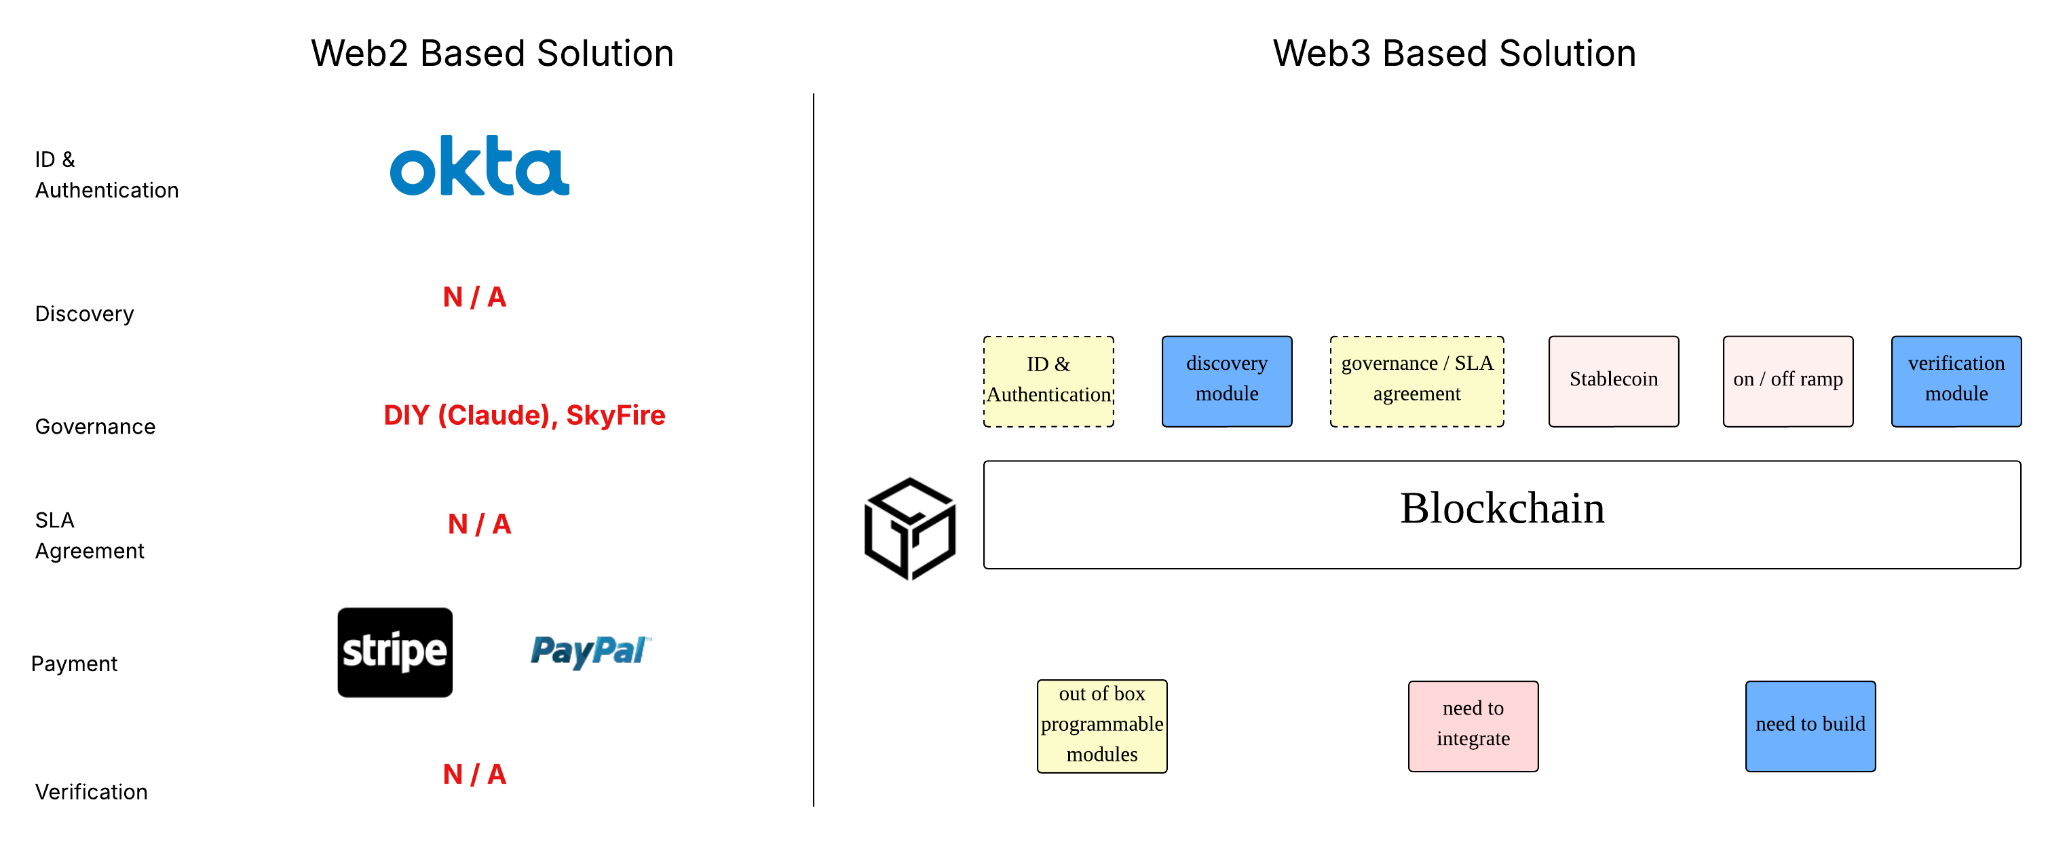 Web2 Based Solution
Web3 Based Solution
ID &
Authentication
okta
Discovery
N / A
Governance
DIY (Claude), SkyFire
SLA
Agreement
N / A
Payment
stripe
PayPal
Verification
N / A
ID &
Authentication
discovery
module
governance / SLA
agreement
Stablecoin
on / off ramp
verification
module
Blockchain
out of box
programmable
modules
need to
integrate
need to build